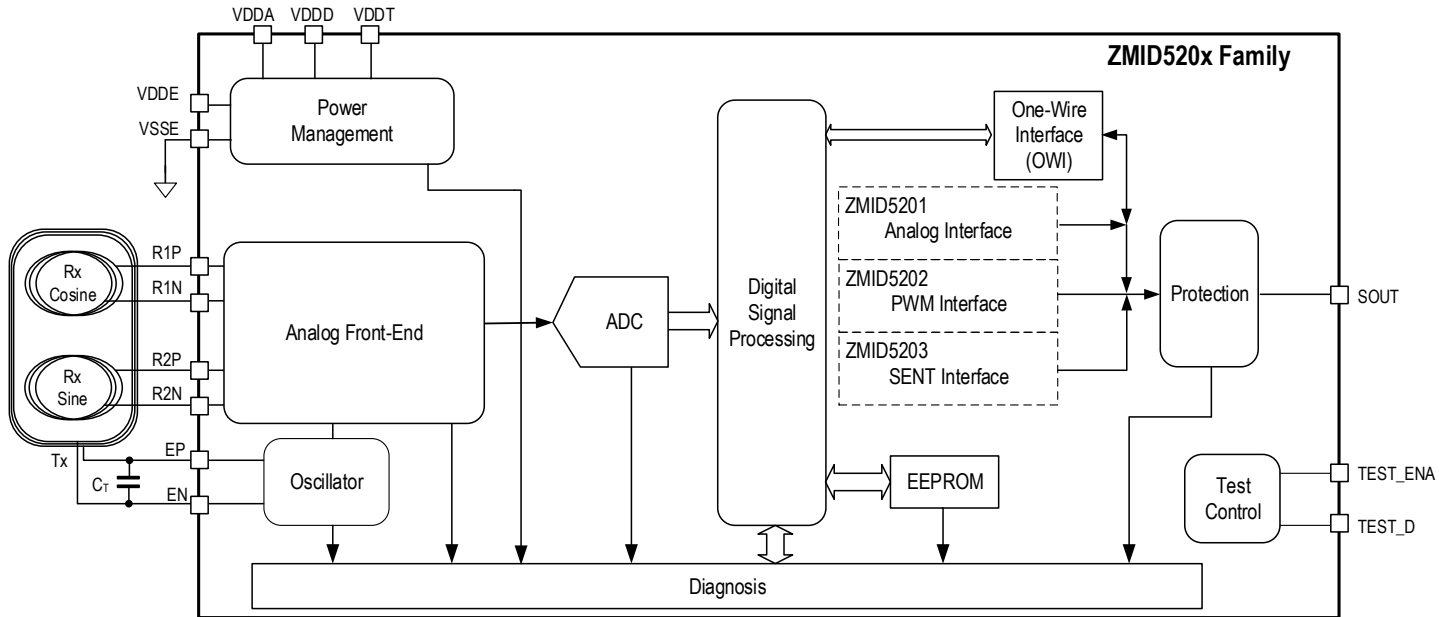 VDDA
VDDD
VDDT
ZMID520x Family
VDDE
VSSE
Power
Management
One-Wire
Interface
(OWI)
ZMID5201
Analog Interface
ZMID5202
PWM Interface
ZMID5203
SENT Interface
R1P
R1N
R2P
R2N
Rx
Cosine
Rx
Sine
Analog Front-End
ADC
Digital
Signal
Processing
Protection
SOUT
Tx
CT
EP
EN
Oscillator
EEPROM
Test
Control
TEST_ENA
TEST_D
Diagnosis